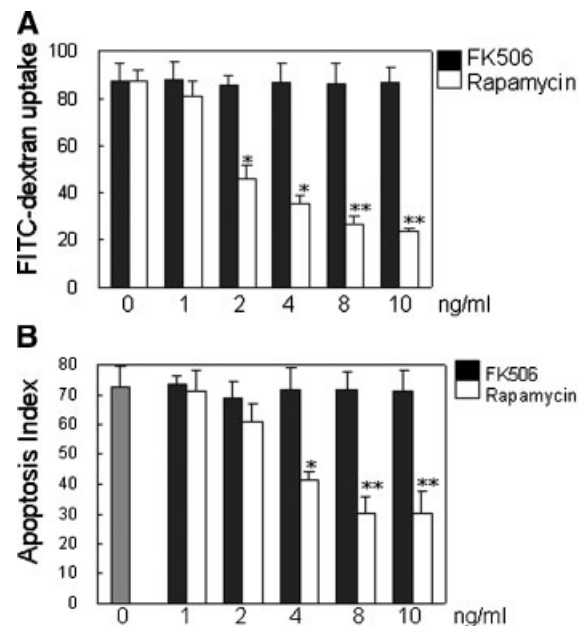 A
FK506
Rapamycin
FITC-dextran uptake
100
80
60
40
20
0
*
*
**
**
0 1 2 4 8 10 ng/ml
B
FK506
Rapamycin
Apoptosis Index
80
70
60
50
40
30
20
10
0
*
**
**
0 1 2 4 8 10 ng/ml